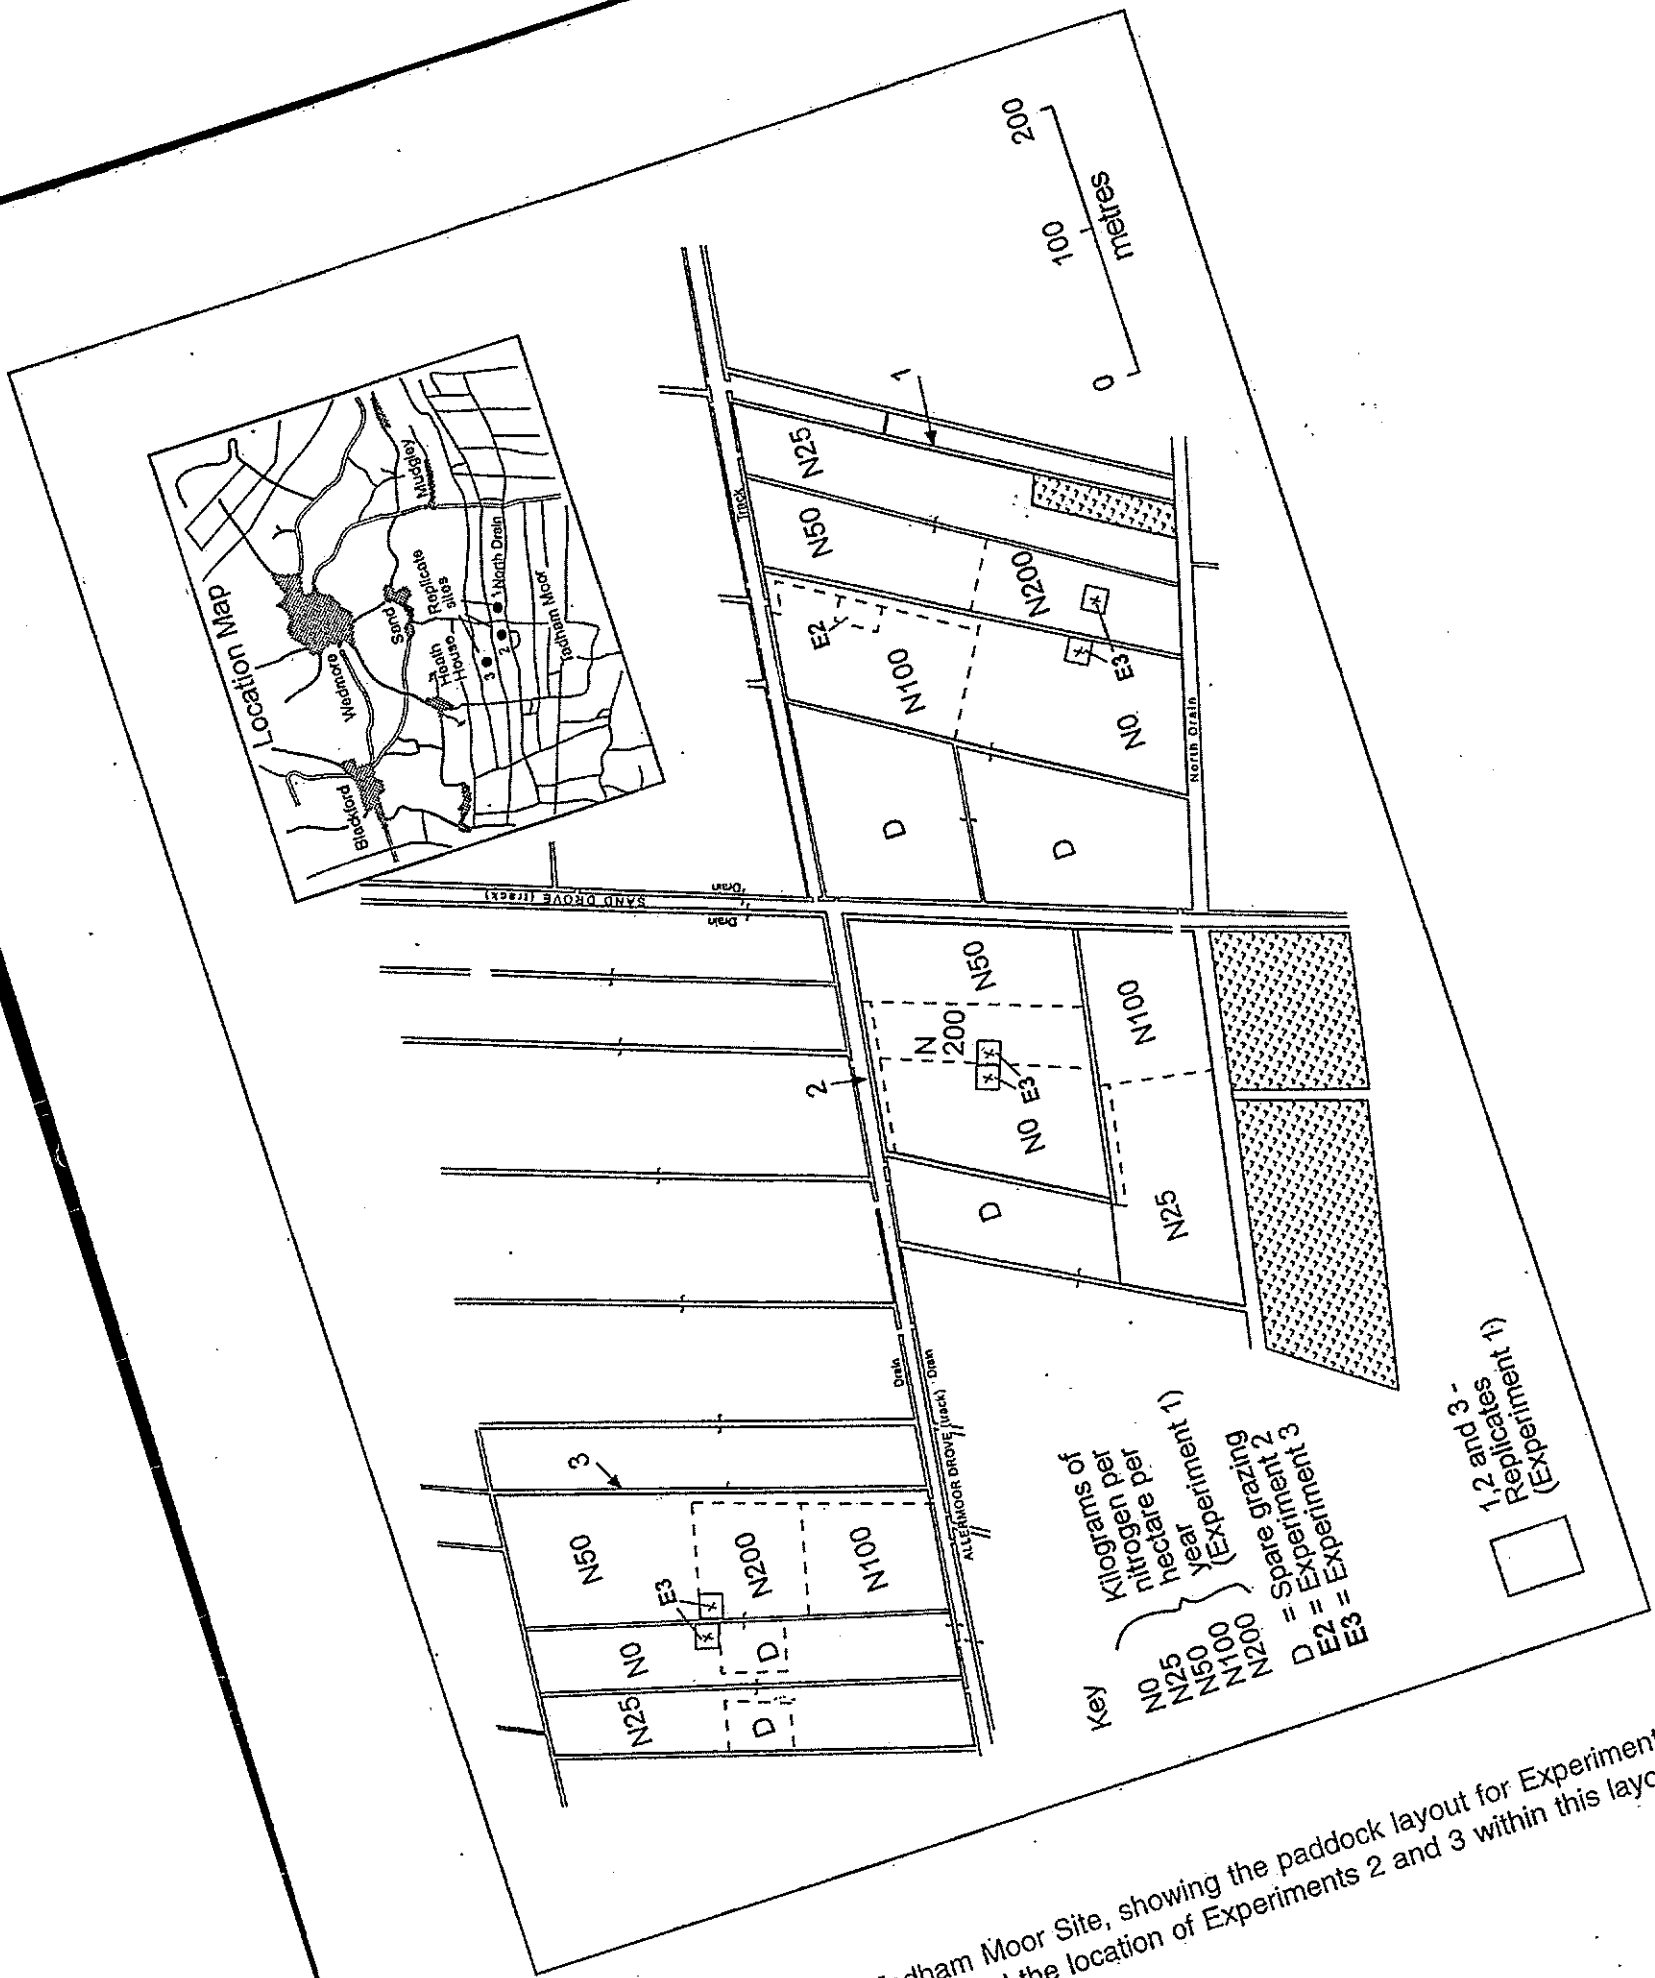 Location Map
Blackford
Wedmore
Sand
Mudgley
Heath
House
Replicate
sites
North Drain
Tadham Moor
1
2
3
SAND DROVE (track)
Drain
Drain
Track
1
N25
N50
N200
E2
N100
E3
N0
D
D
North Drain
0
100
200
metres
2
N50
N
200
N0
E3
N100
D
N25
Drain
Drain
ALLERMOOR DROVE (track)
3
N50
E3
N200
N100
N0
D
N25
D
Key
N0
N25
N50
N100
N200
Kilograms of
nitrogen per
hectare per
year
(Experiment 1)
D = Spare grazing
E2 = Experiment 2
E3 = Experiment 3
1,2 and 3 -
Replicates
(Experiment 1)
Moor Site, showing the paddock layout for Experiment
the location of Experiments 2 and 3 within this